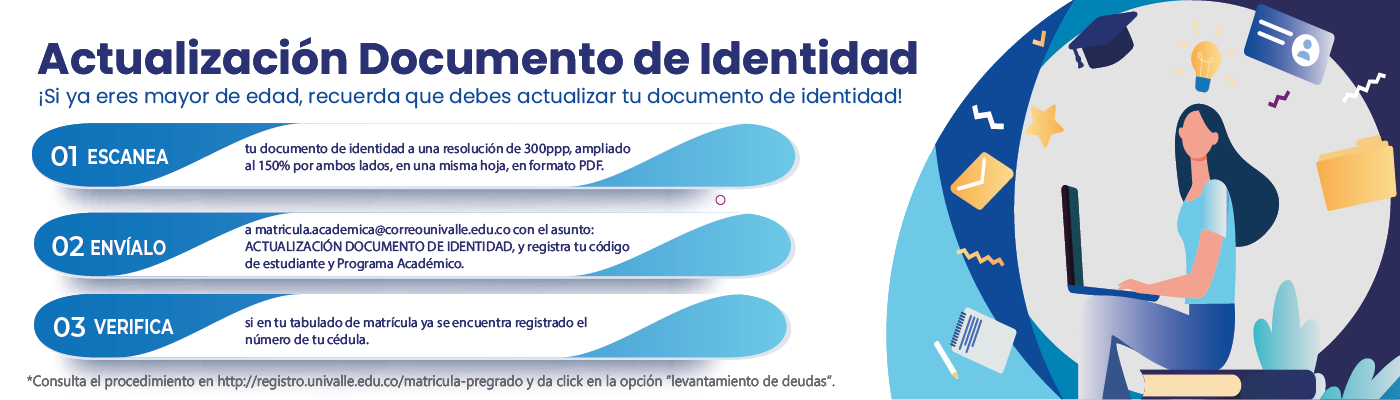 Actualización Documento de Identidad
¡Si ya eres mayor de edad, recuerda que debes actualizar tu documento de identidad!
01 ESCANEA
tu documento de identidad a una resolución de 300ppp, ampliado
al 150% por ambos lados, en una misma hoja, en formato PDF.
02 ENVÍALO
a matricula.academica@correounivalle.edu.co con el asunto:
ACTUALIZACIÓN DOCUMENTO DE IDENTIDAD, y registra tu código
de estudiante y Programa Académico.
03 VERIFICA
si en tu tabulado de matrícula ya se encuentra registrado el
número de tu cédula.
*Consulta el procedimiento en http://registro.univalle.edu.co/matricula-pregrado y da click en la opción "levantamiento de deudas".